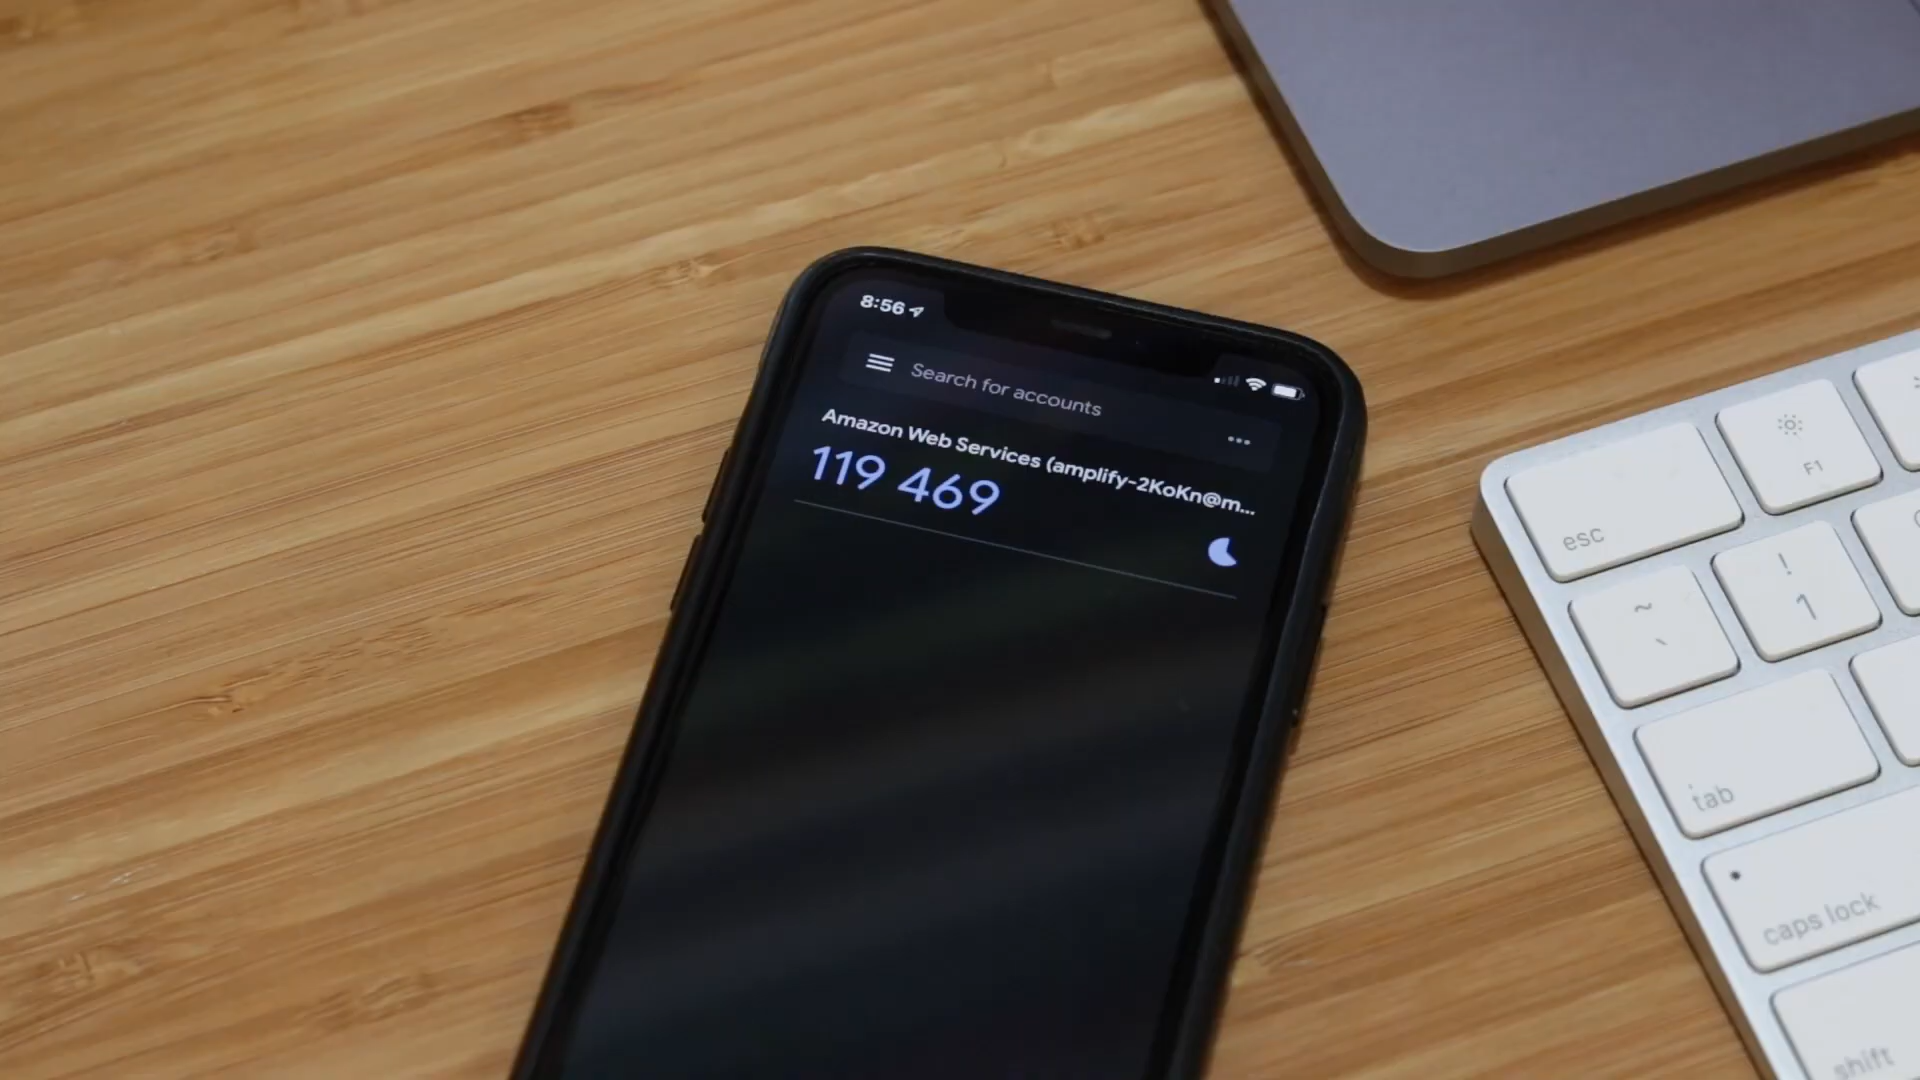 8:56
Search for accounts
Amazon Web Services (amplify-2KoKn@m...
119 469
esc
F1
~
`
!
1
tab
caps lock
shift